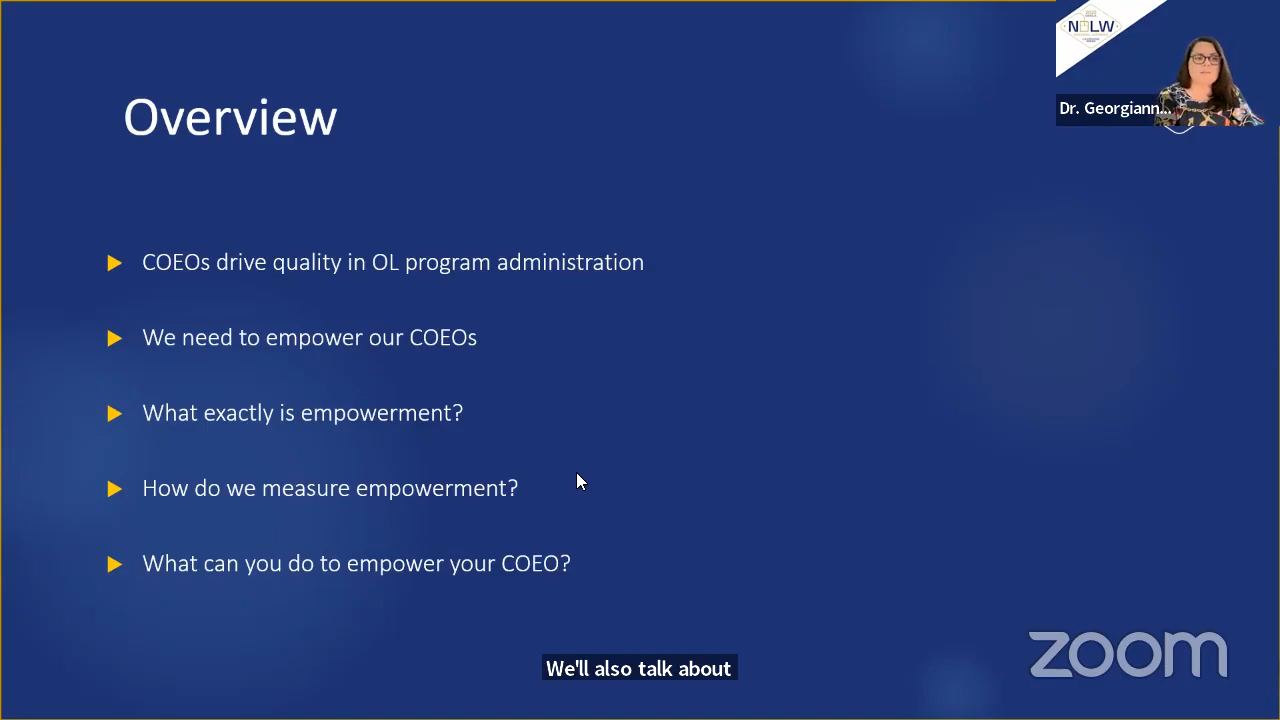 NOLW
Dr. Georgiann...
Overview
COEOs drive quality in OL program administration
We need to empower our COEOs
What exactly is empowerment?
How do we measure empowerment?
What can you do to empower your COEO?
We'll also talk about
zoom